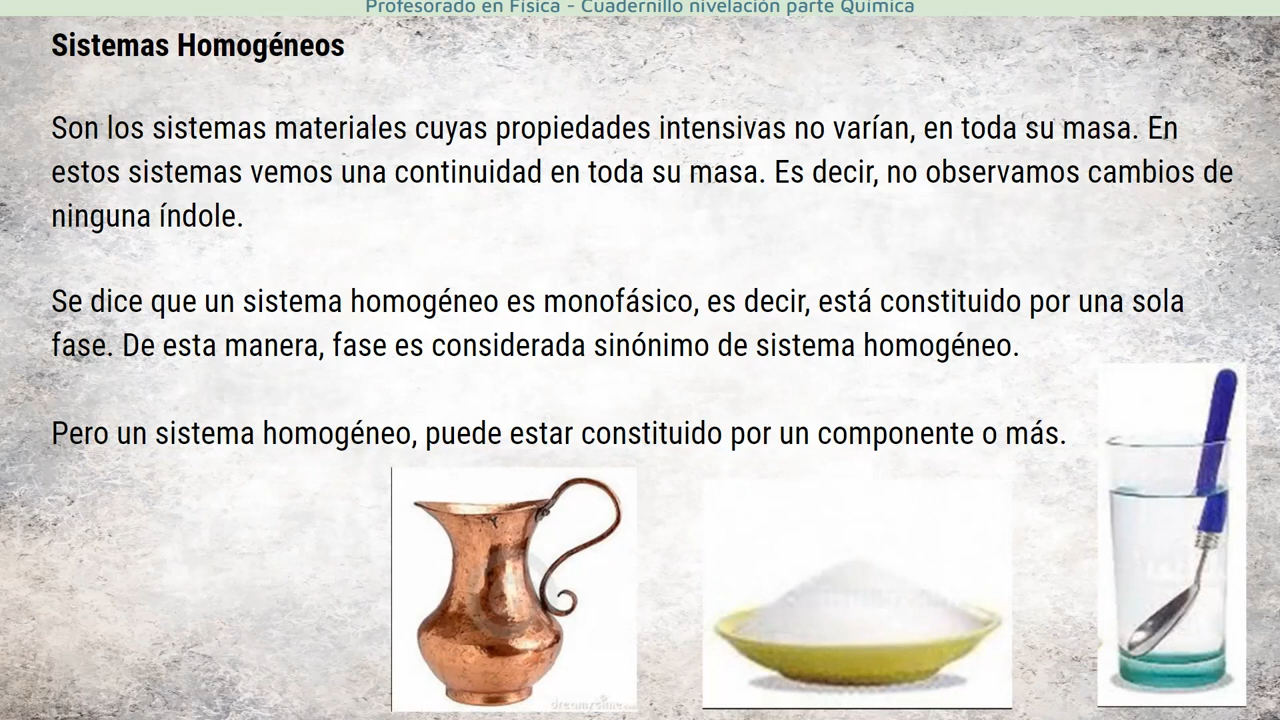 Profesorado en Física - Cuadernillo nivelación parte Química
Sistemas Homogéneos
Son los sistemas materiales cuyas propiedades intensivas no varían, en toda su masa. En
estos sistemas vemos una continuidad en toda su masa. Es decir, no observamos cambios de
ninguna índole.
Se dice que un sistema homogéneo es monofásico, es decir, está constituido por una sola
fase. De esta manera, fase es considerada sinónimo de sistema homogéneo.
Pero un sistema homogéneo, puede estar constituido por un componente o más.